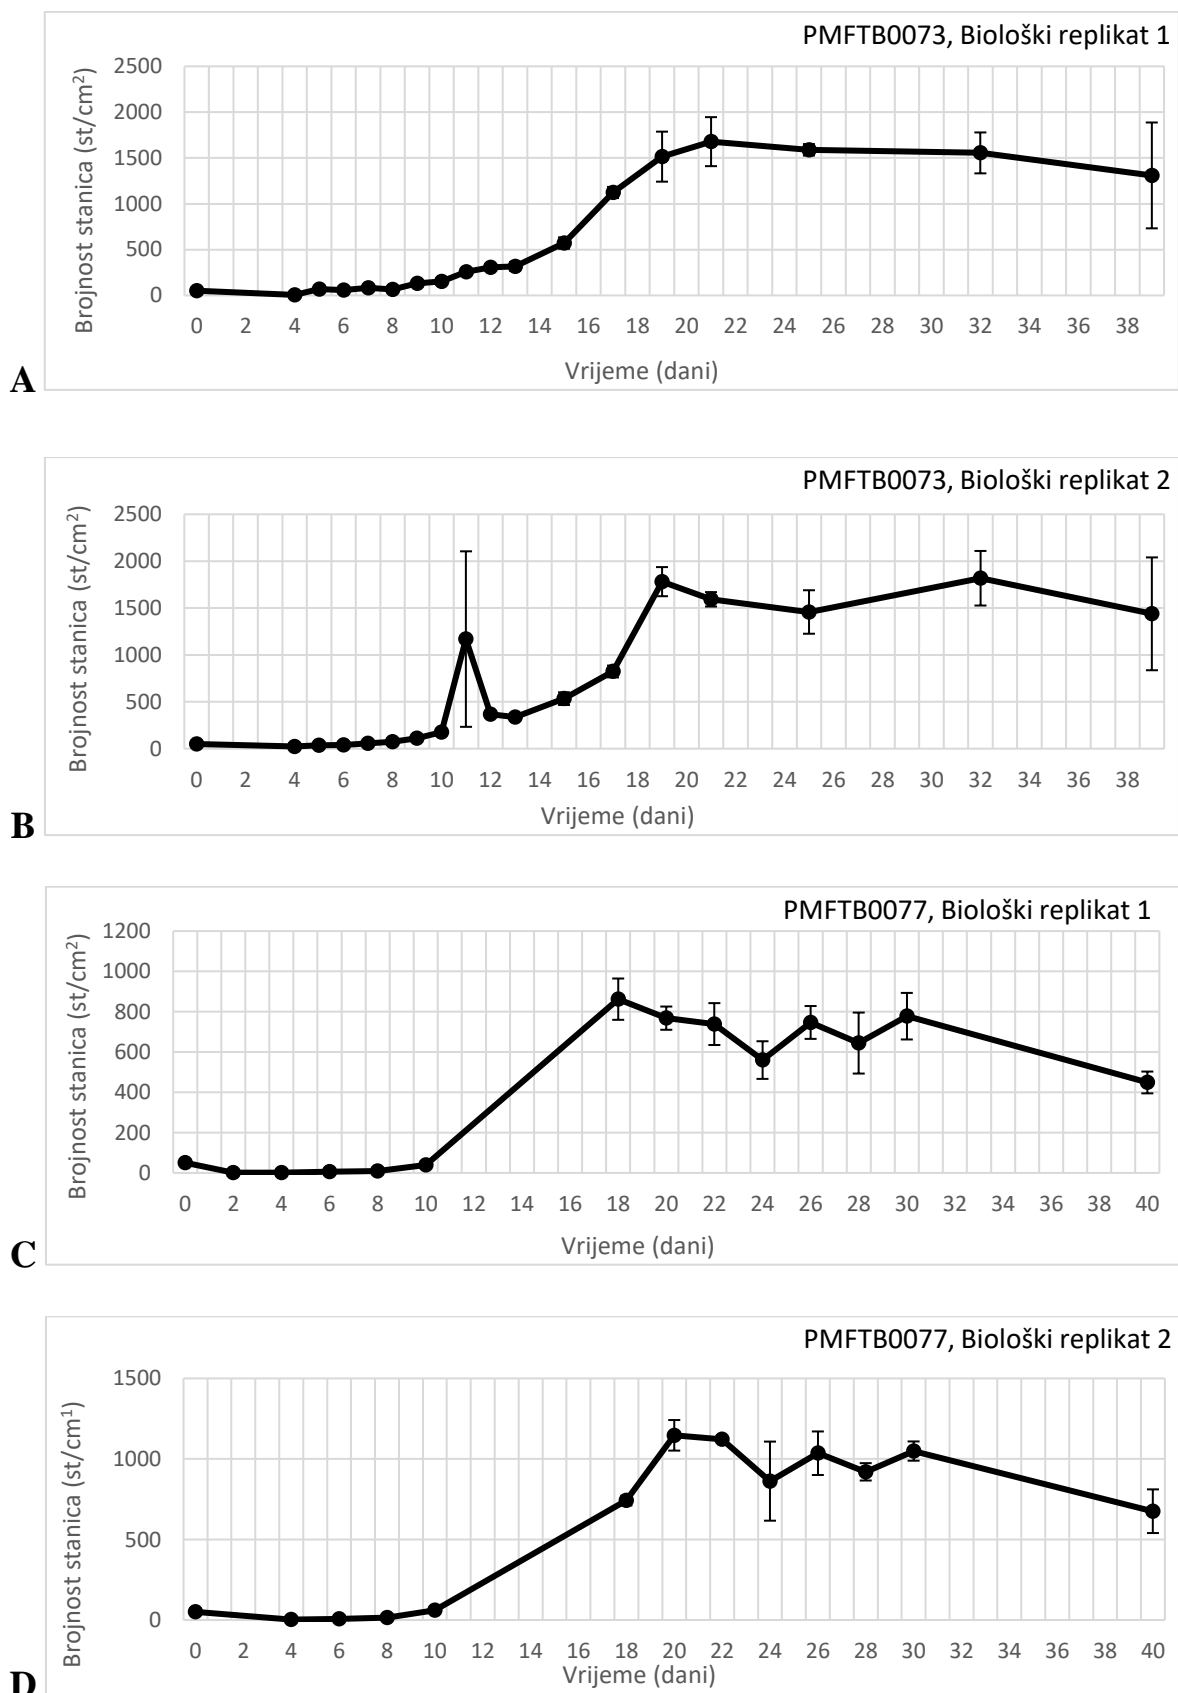 PMFTB0073, Biološki replikat 1
Brojnost stanica (st/cm²)
2500
2000
1500
1000
500
0
0 2 4 6 8 10 12 14 16 18 20 22 24 26 28 30 32 34 36 38
Vrijeme (dani)
A
PMFTB0073, Biološki replikat 2
Brojnost stanica (st/cm²)
2500
2000
1500
1000
500
0
0 2 4 6 8 10 12 14 16 18 20 22 24 26 28 30 32 34 36 38
Vrijeme (dani)
B
PMFTB0077, Biološki replikat 1
Brojnost stanica (st/cm²)
1200
1000
800
600
400
200
0
0 2 4 6 8 10 12 14 16 18 20 22 24 26 28 30 32 34 36 38 40
Vrijeme (dani)
C
PMFTB0077, Biološki replikat 2
Brojnost stanica (st/cm¹)
1500
1000
500
0
0 2 4 6 8 10 12 14 16 18 20 22 24 26 28 30 32 34 36 38 40
Vrijeme (dani)
D